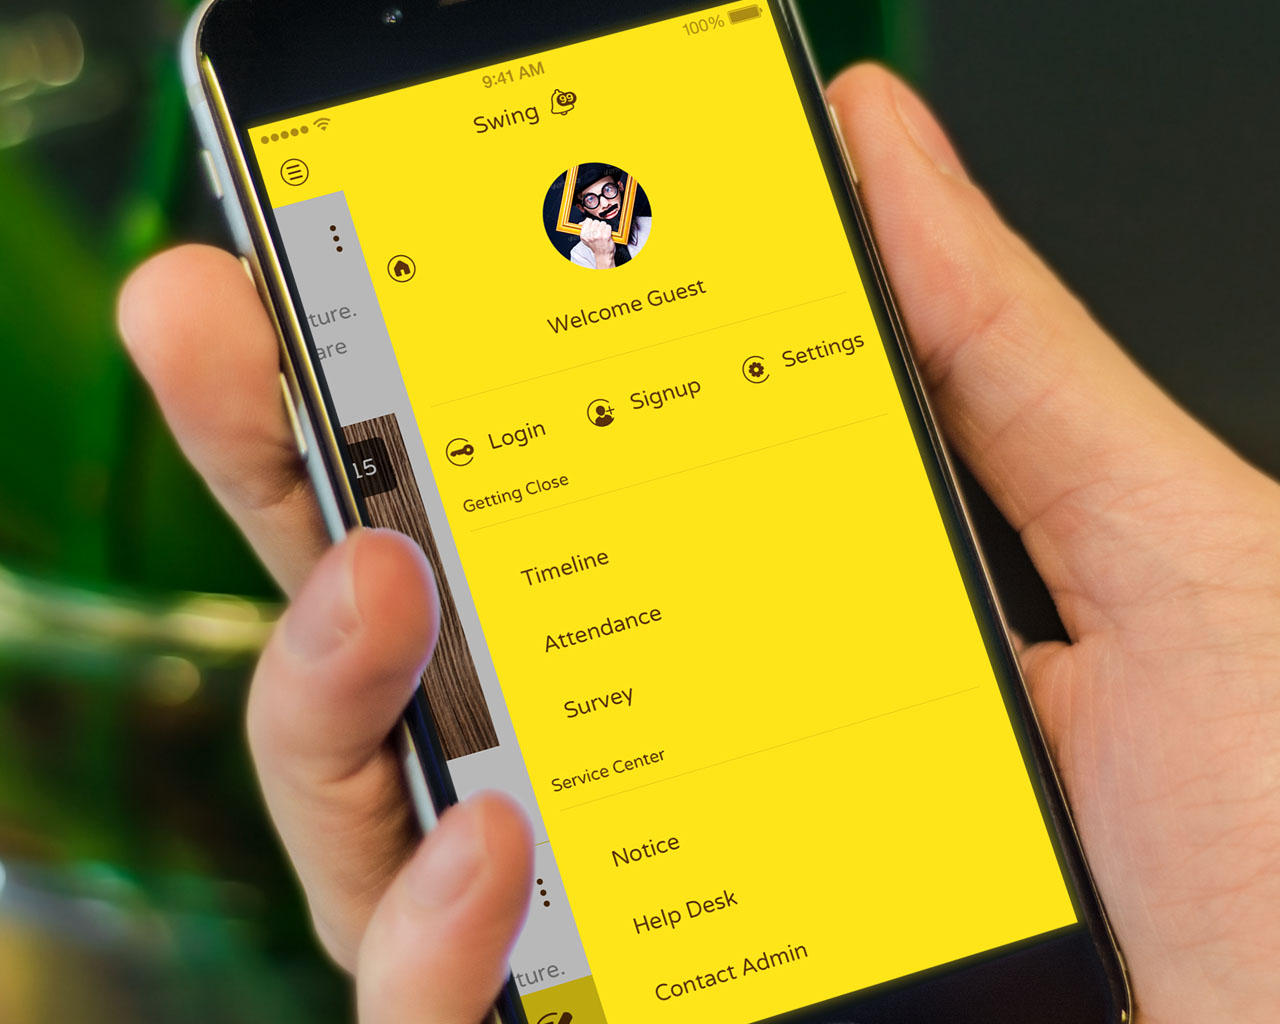 100%
9:41 AM
Swing 99
Welcome Guest
Login Signup Settings
Getting Close
Timeline
Attendance
Survey
Service Center
Notice
Help Desk
Contact Admin
ture.
are
15
ture.